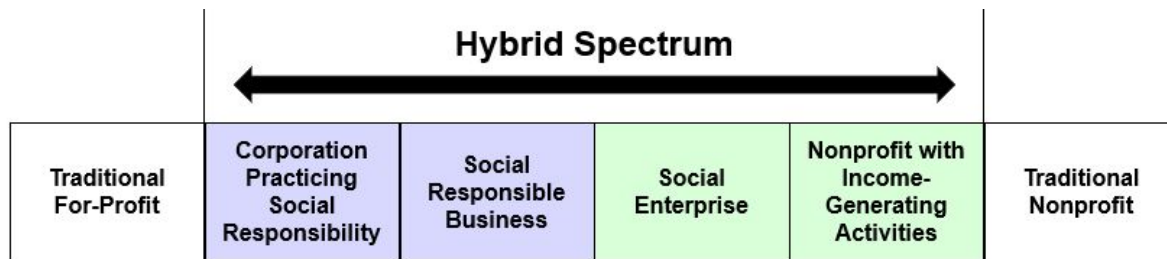 Hybrid Spectrum
Traditional
For-Profit
Corporation
Practicing
Social
Responsibility
Social
Responsible
Business
Social
Enterprise
Nonprofit with
Income-
Generating
Activities
Traditional
Nonprofit